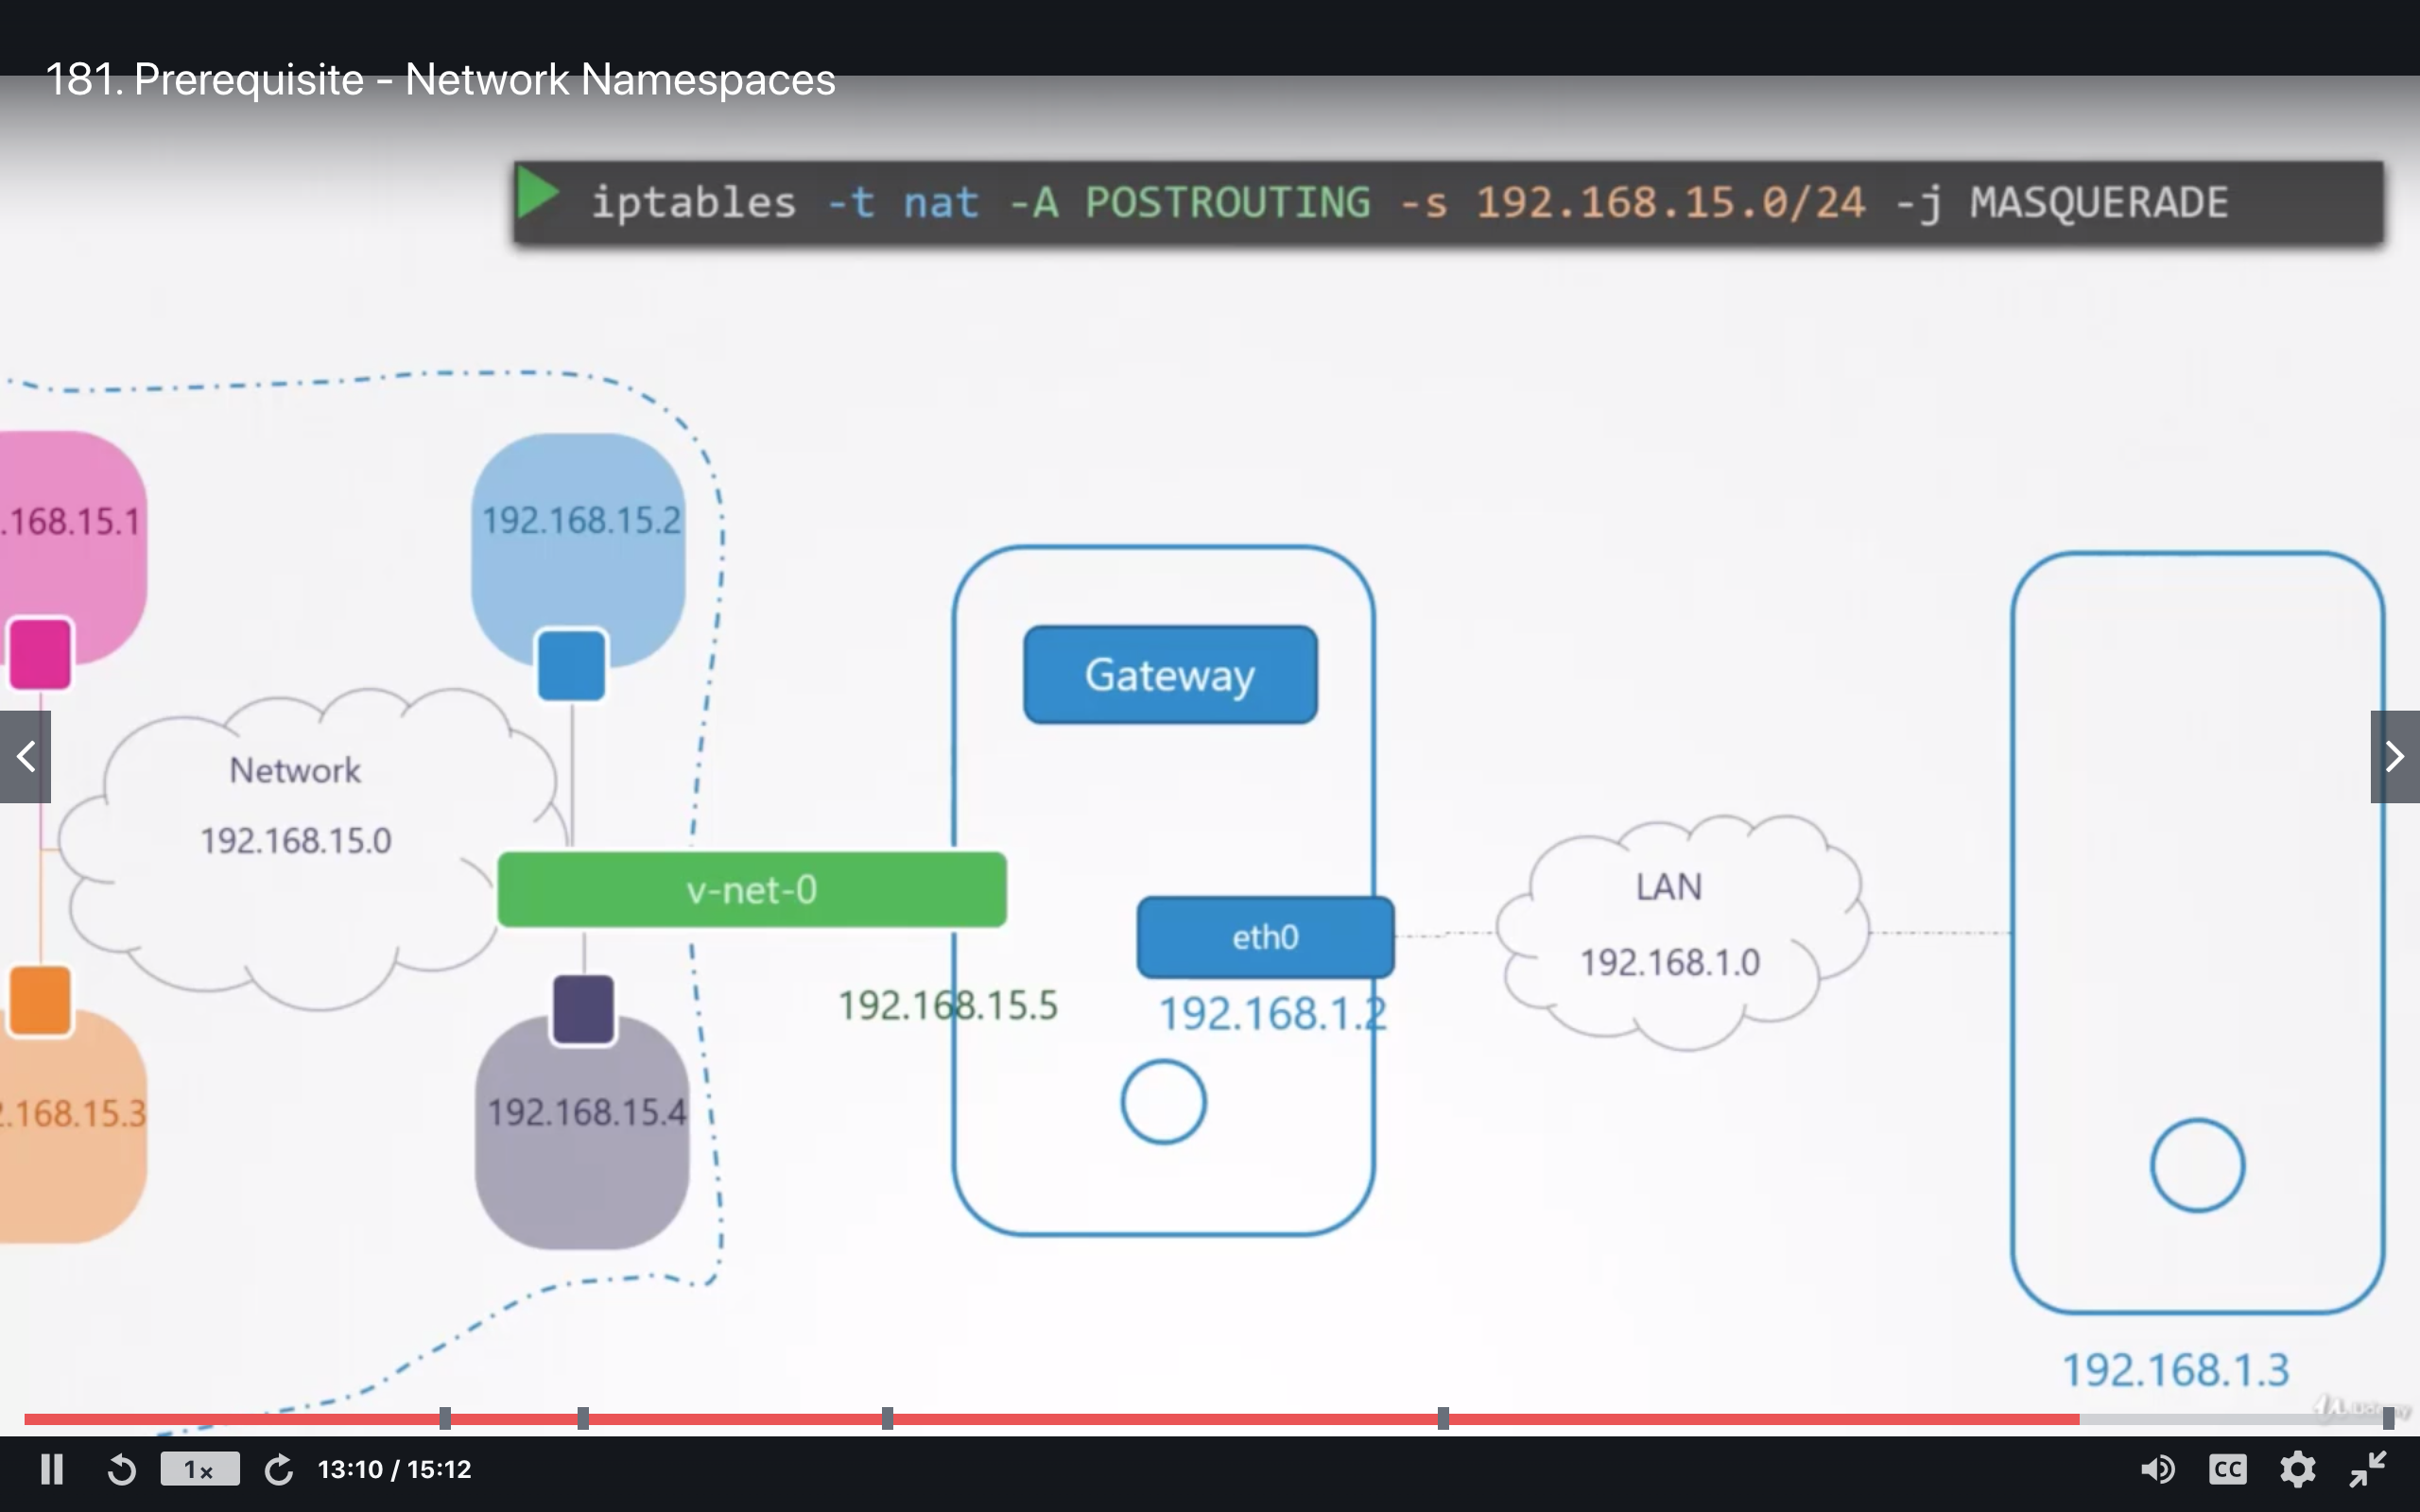 181. Prerequisite - Network Namespaces
iptables -t nat -A POSTROUTING -s 192.168.15.0/24 -j MASQUERADE
.168.15.1
192.168.15.2
Gateway
Network
192.168.15.0
v-net-0
eth0
LAN
192.168.1.0
192.168.15.5
192.168.1.2
.168.15.3
192.168.15.4
192.168.1.3
1x
13:10 / 15:12
CC